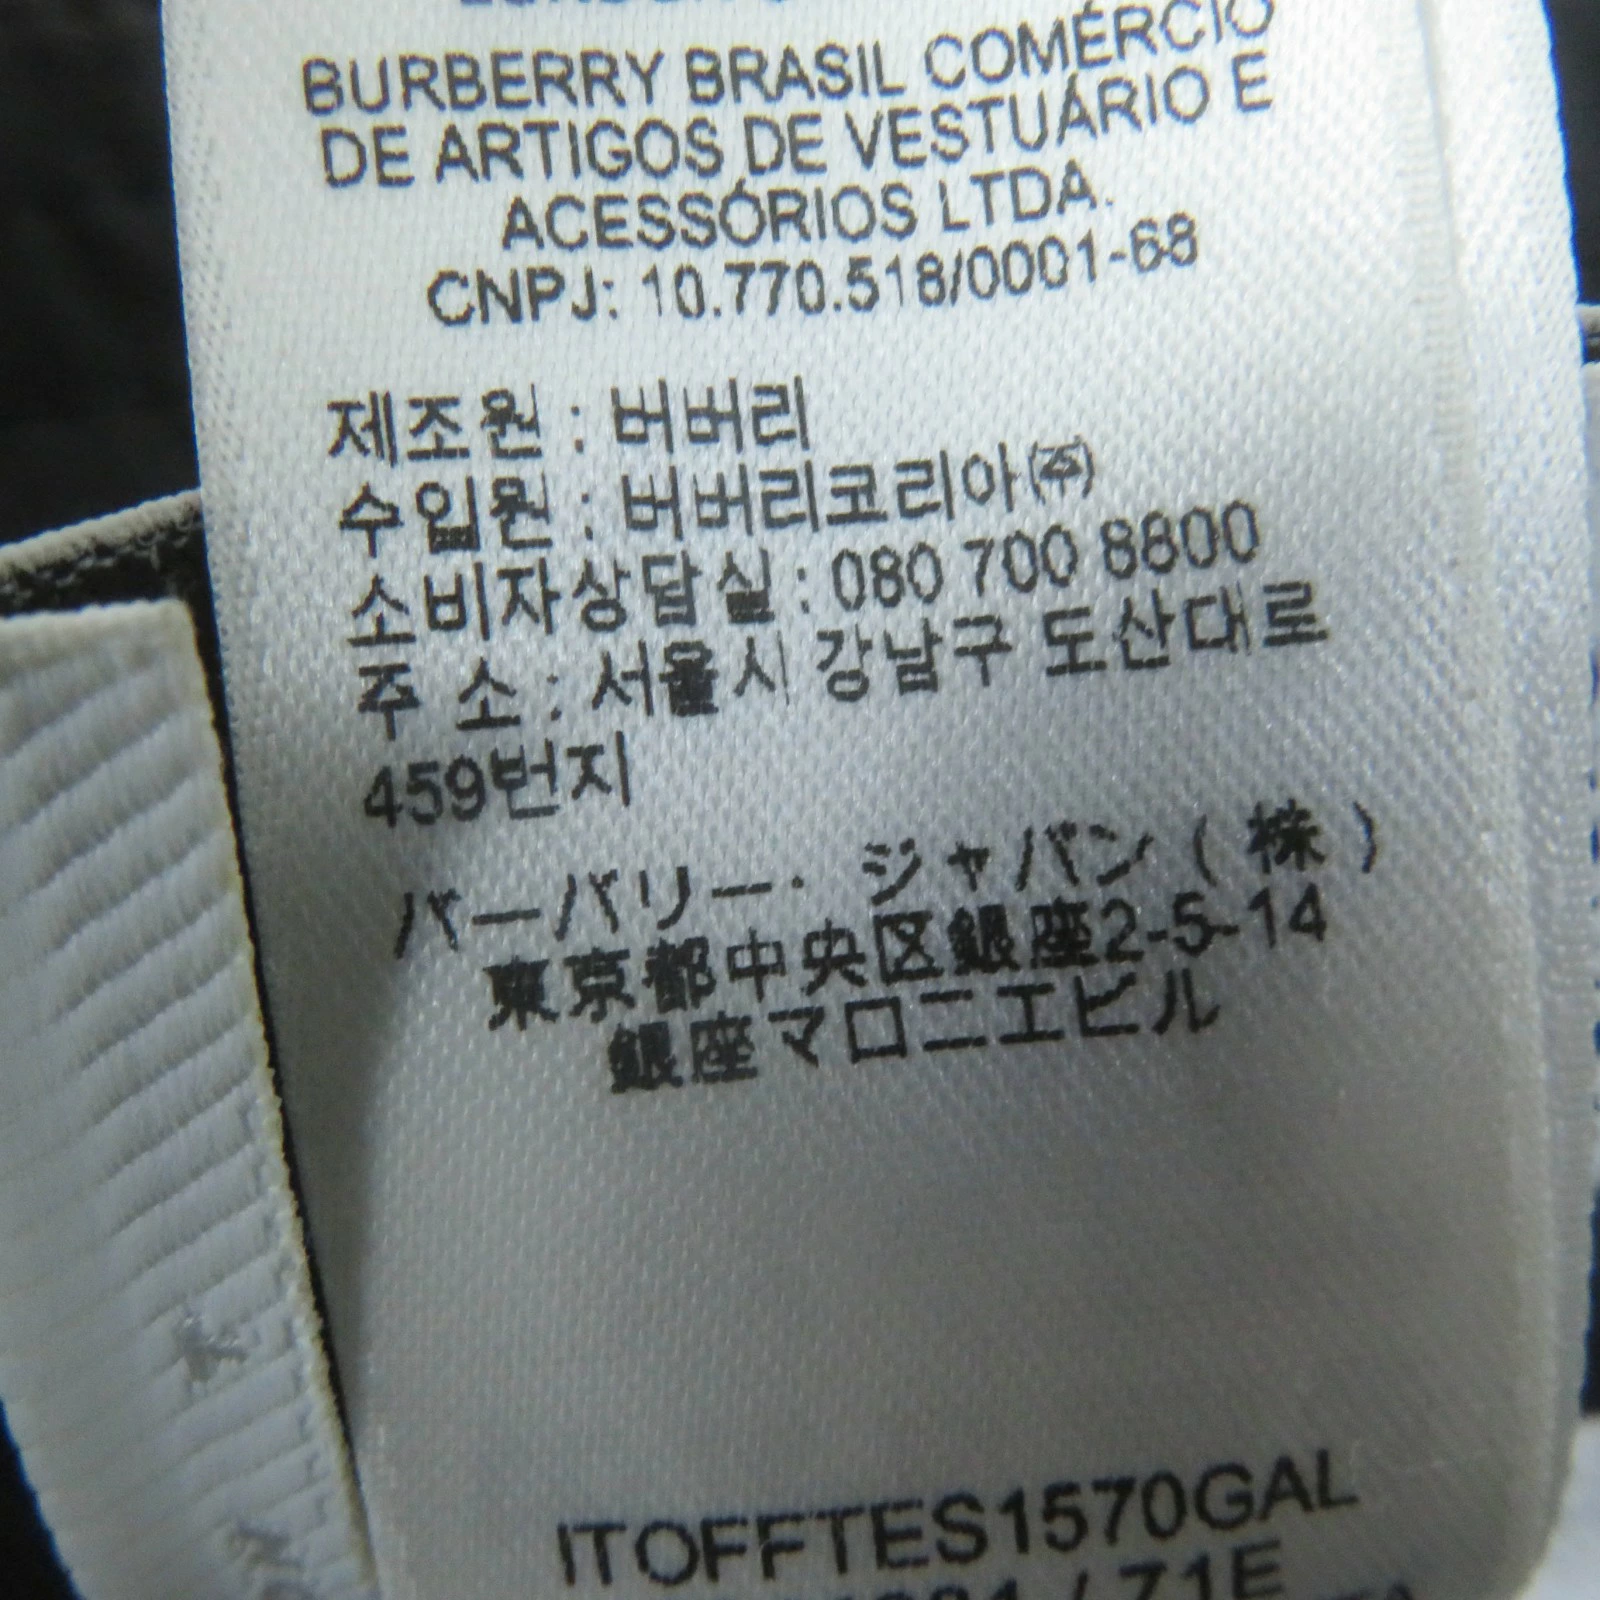 BURBERRY BRASIL COMÉRCIO
DE ARTIGOS DE VESTUÁRIO E
ACESSÓRIOS LTDA.
CNPJ: 10.770.518/0001-68
제조원 : 버버리
수입원 : 버버리코리아㈜
소비자상담실 : 080 700 8800
주 소 : 서울시 강남구 도산대로
459번지
バーバリー・ジャパン ( 株 )
東京都中央区銀座2-5-14
銀座マロニエビル
ITOFFTES1570GAL
/ 71E